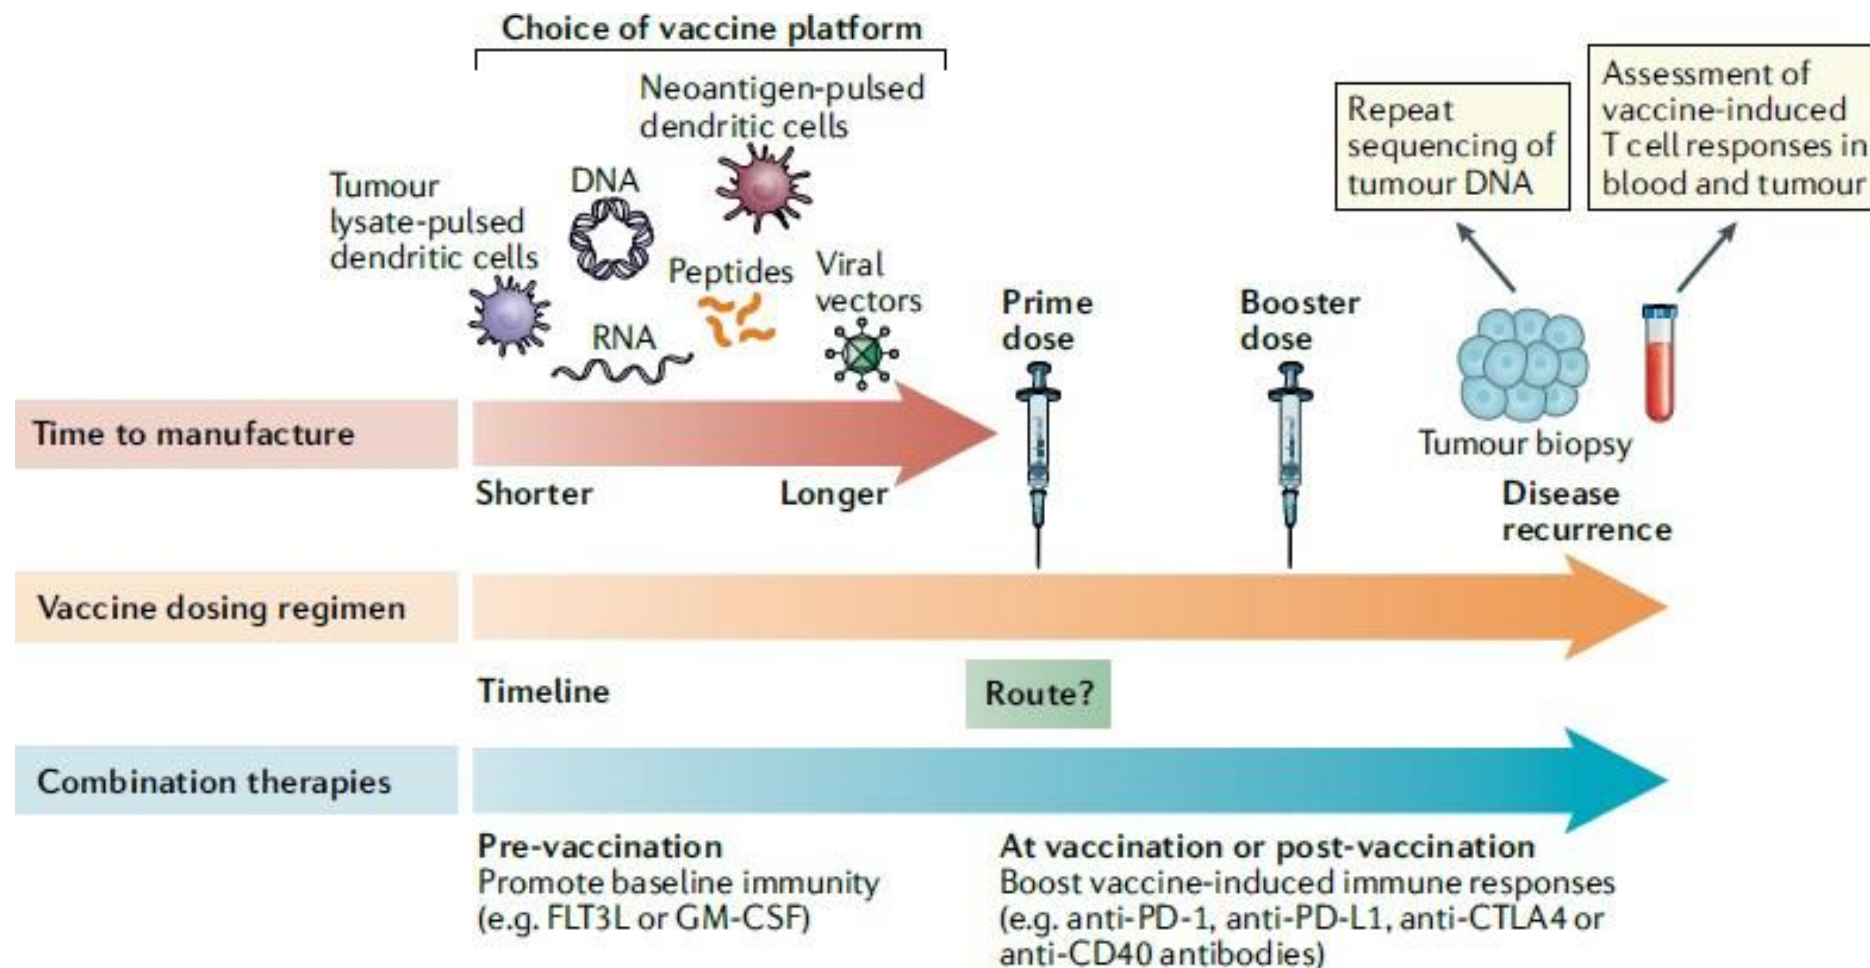 Choice of vaccine platform
Neoantigen-pulsed
dendritic cells
Tumour
lysate-pulsed
dendritic cells
DNA
Peptides
Viral
vectors
RNA
Prime
dose
Booster
dose
Repeat
sequencing of
tumour DNA
Assessment of
vaccine-induced
T cell responses in
blood and tumour
Tumour biopsy
Disease
recurrence
Time to manufacture
Shorter
Longer
Vaccine dosing regimen
Timeline
Route?
Combination therapies
Pre-vaccination
Promote baseline immunity
(e.g. FLT3L or GM-CSF)
At vaccination or post-vaccination
Boost vaccine-induced immune responses
(e.g. anti-PD-1, anti-PD-L1, anti-CTLA4 or
anti-CD40 antibodies)